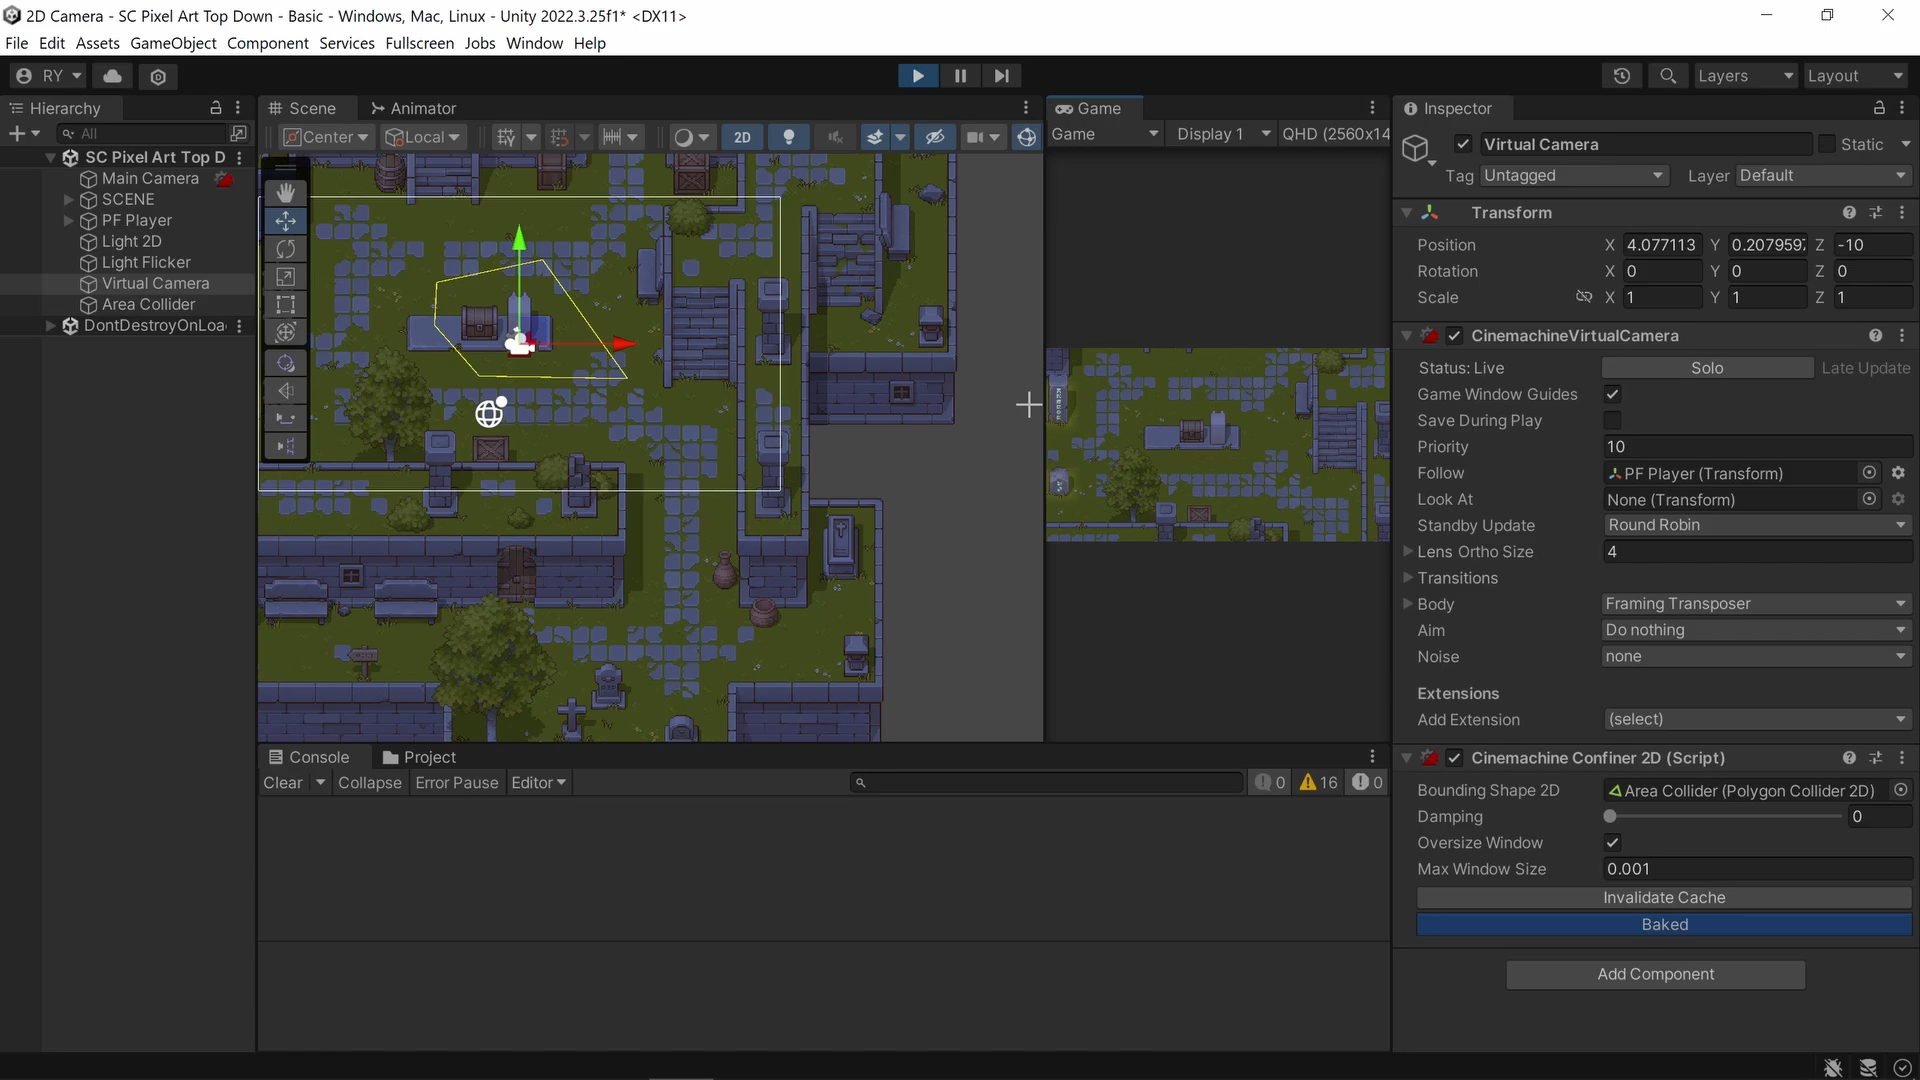 2D Camera - SC Pixel Art Top Down - Basic - Windows, Mac, Linux - Unity 2022.3.25f1* <DX11>
File Edit Assets GameObject Component Services Fullscreen Jobs Window Help
RY Layers Layout
Hierarchy Scene Animator Game Inspector
All Center Local 2D Game Display 1 QHD (2560x14
SC Pixel Art Top D
Main Camera
SCENE
PF Player
Light 2D
Light Flicker
Virtual Camera
Area Collider
DontDestroyOnLoa
Virtual Camera Static
Tag Untagged Layer Default
Transform
Position X 4.077113 Y 0.2079597 Z -10
Rotation X 0 Y 0 Z 0
Scale X 1 Y 1 Z 1
CinemachineVirtualCamera
Status: Live Solo Late Update
Game Window Guides
Save During Play
Priority 10
Follow PF Player (Transform)
Look At None (Transform)
Standby Update Round Robin
Lens Ortho Size 4
Transitions
Body Framing Transposer
Aim Do nothing
Noise none
Extensions
Add Extension (select)
Cinemachine Confiner 2D (Script)
Bounding Shape 2D Area Collider (Polygon Collider 2D)
Damping 0
Oversize Window
Max Window Size 0.001
Invalidate Cache
Baked
Add Component
Console Project
Clear Collapse Error Pause Editor 0 16 0